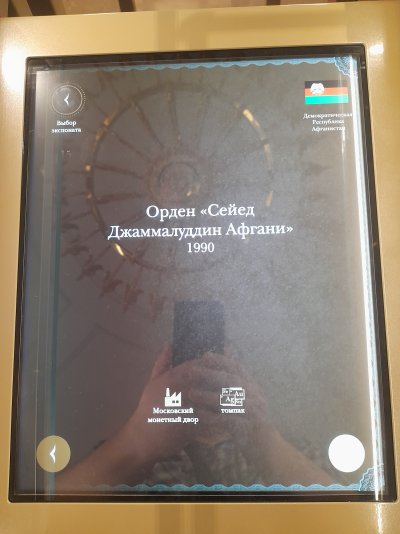 Выбор
экспоната
Демократическая
Республика
Афганистан
Орден «Сейед
Джаммалуддин Афгани»
1990
Московский
монетный двор
томпак